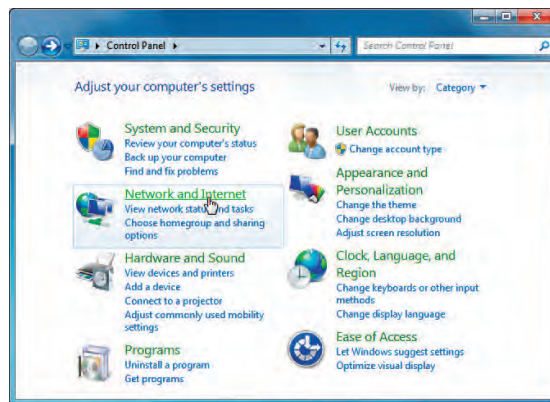 Control Panel
Search Control Panel
Adjust your computer's settings
View by: Category
System and Security
Review your computer's status
Back up your computer
Find and fix problems
Network and Internet
View network status and tasks
Choose homegroup and sharing
options
Hardware and Sound
View devices and printers
Add a device
Connect to a projector
Adjust commonly used mobility
settings
Programs
Uninstall a program
Get programs
User Accounts
Change account type
Appearance and
Personalization
Change the theme
Change desktop background
Adjust screen resolution
Clock, Language, and
Region
Change keyboards or other input
methods
Change display language
Ease of Access
Let Windows suggest settings
Optimize visual display